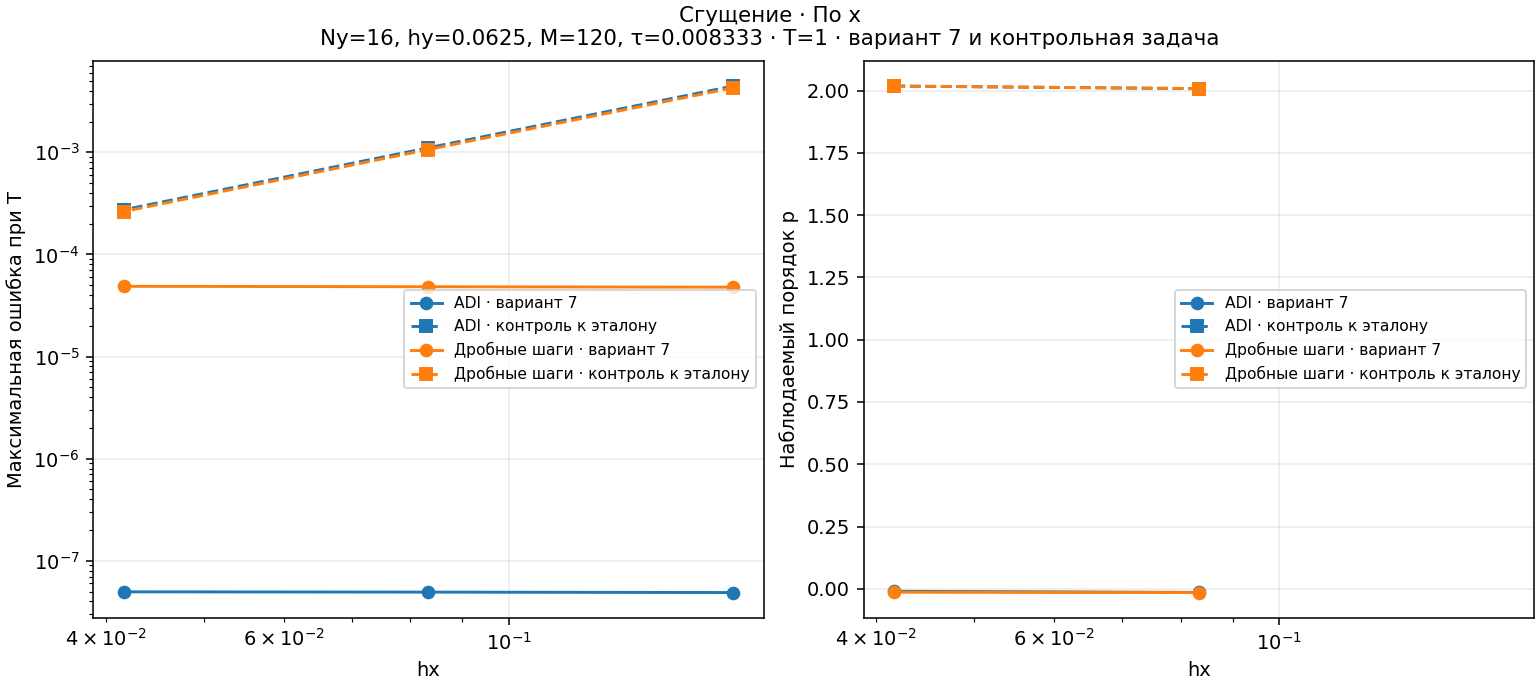 Сгущение · По x
Ny=16, hy=0.0625, M=120, τ=0.008333 · T=1 · вариант 7 и контрольная задача
Максимальная ошибка при T
10⁻³
10⁻⁴
10⁻⁵
10⁻⁶
10⁻⁷
ADI · вариант 7
ADI · контроль к эталону
Дробные шаги · вариант 7
Дробные шаги · контроль к эталону
4 × 10⁻²
6 × 10⁻²
10⁻¹
hx
Наблюдаемый порядок p
2.00
1.75
1.50
1.25
1.00
0.75
0.50
0.25
0.00
ADI · вариант 7
ADI · контроль к эталону
Дробные шаги · вариант 7
Дробные шаги · контроль к эталону
4 × 10⁻²
6 × 10⁻²
10⁻¹
hx